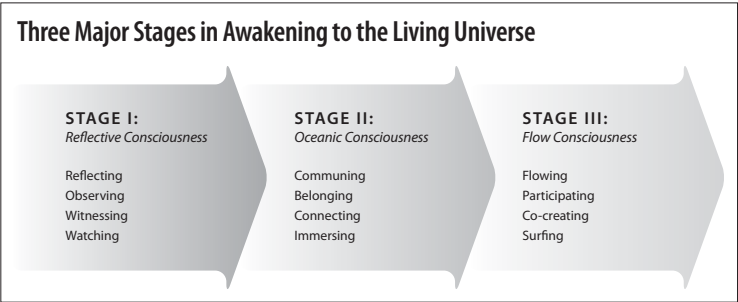 Three Major Stages in Awakening to the Living Universe
STAGE I:
Reflective Consciousness
Reflecting
Observing
Witnessing
Watching
STAGE II:
Oceanic Consciousness
Communing
Belonging
Connecting
Immersing
STAGE III:
Flow Consciousness
Flowing
Participating
Co-creating
Surfing